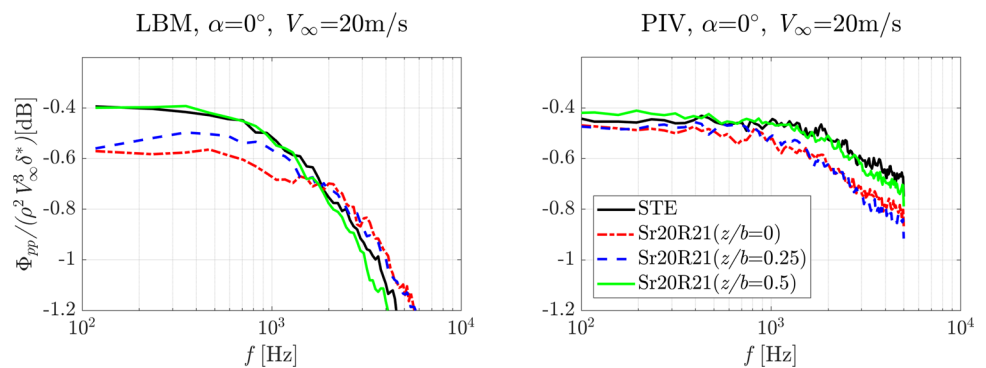 LBM, α=0°, V∞=20m/s
PIV, α=0°, V∞=20m/s
Φpp/(ρ² V∞³ δ*)[dB]
-0.4
-0.6
-0.8
-1
-1.2
10²
10³
10⁴
f [Hz]
-0.4
-0.6
-0.8
-1
-1.2
10²
10³
10⁴
f [Hz]
STE
Sr20R21(z/b=0)
Sr20R21(z/b=0.25)
Sr20R21(z/b=0.5)